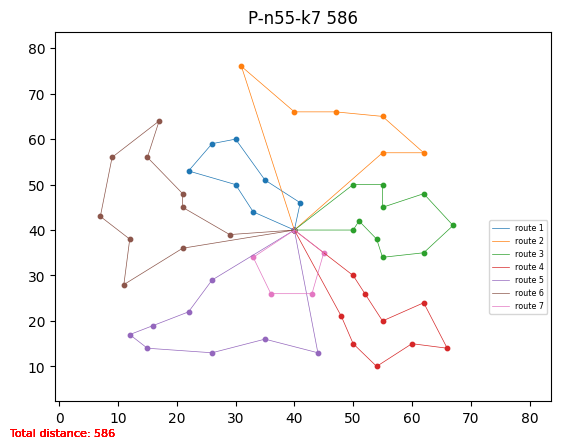 P-n55-k7 586
80
70
60
50
40
30
20
10
0 10 20 30 40 50 60 70 80
route 1
route 2
route 3
route 4
route 5
route 6
route 7
Total distance: 586